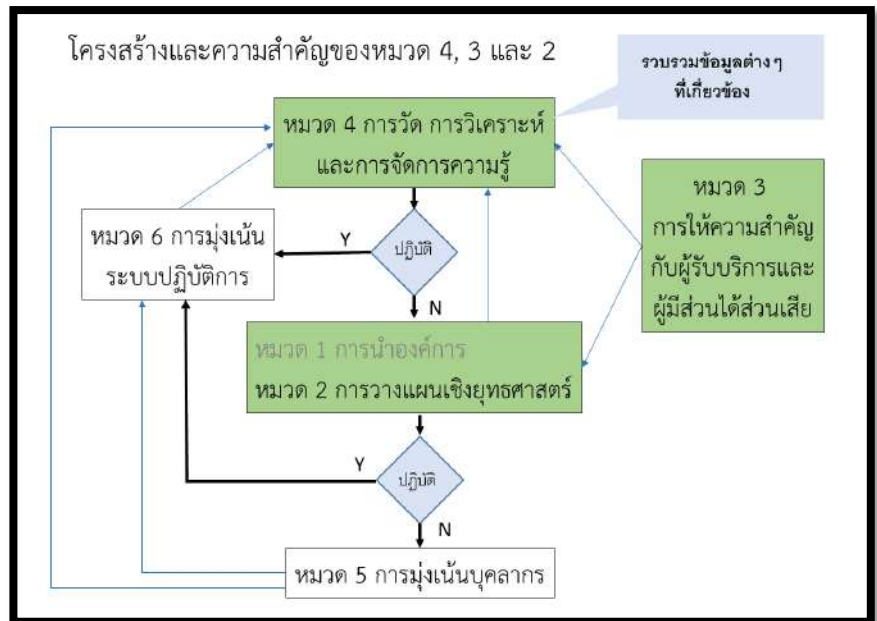 โครงสร้างและความสำคัญของหมวด 4, 3 และ 2
รวบรวมข้อมูลต่างๆ
ที่เกี่ยวข้อง
หมวด 4 การวัด การวิเคราะห์
และการจัดการความรู้
หมวด 3
การให้ความสำคัญ
กับผู้รับบริการและ
ผู้มีส่วนได้ส่วนเสีย
หมวด 6 การมุ่งเน้น
ระบบปฏิบัติการ
Y
ปฏิบัติ
N
หมวด 1 การนำองค์การ
หมวด 2 การวางแผนเชิงยุทธศาสตร์
Y
ปฏิบัติ
N
หมวด 5 การมุ่งเน้นบุคลากร